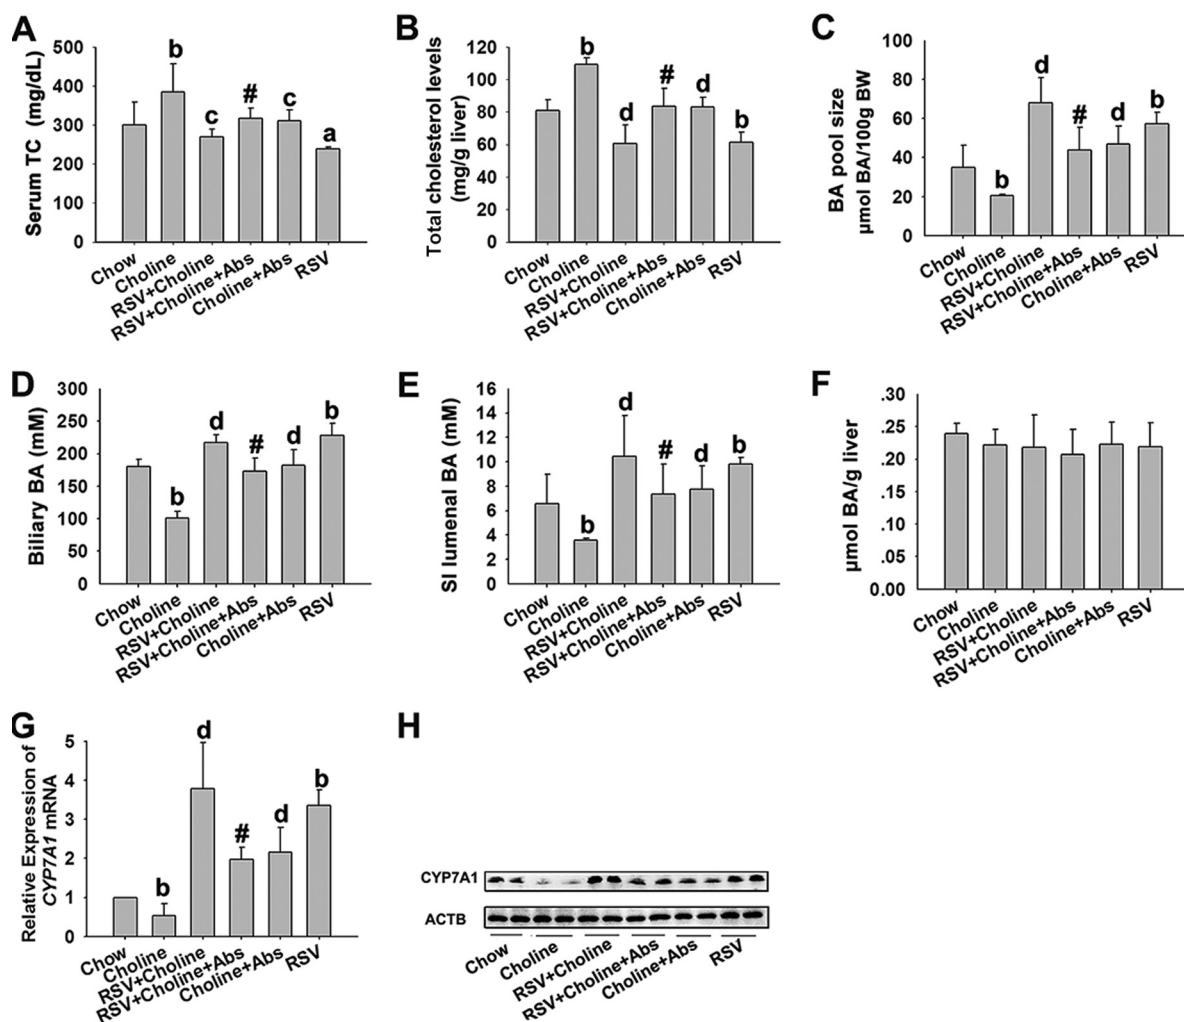 A
Serum TC (mg/dL)
500
400
300
200
100
0
b
c
#
c
a
Chow
Choline
RSV+Choline
RSV+Choline+Abs
Choline+Abs
RSV
B
Total cholesterol levels
(mg/g liver)
120
100
80
60
40
20
0
b
d
#
d
b
Chow
Choline
RSV+Choline
RSV+Choline+Abs
Choline+Abs
RSV
C
BA pool size
μmol BA/100g BW
100
80
60
40
20
0
b
d
#
d
b
Chow
Choline
RSV+Choline
RSV+Choline+Abs
Choline+Abs
RSV
D
Biliary BA (mM)
300
250
200
150
100
50
0
b
d
#
d
b
Chow
Choline
RSV+Choline
RSV+Choline+Abs
Choline+Abs
RSV
E
SI lumenal BA (mM)
16
14
12
10
8
6
4
2
0
b
d
#
d
b
Chow
Choline
RSV+Choline
RSV+Choline+Abs
Choline+Abs
RSV
F
μmol BA/g liver
.30
.25
.20
.15
.10
.05
0.00
Chow
Choline
RSV+Choline
RSV+Choline+Abs
Choline+Abs
RSV
G
Relative Expression of
CYP7A1 mRNA
5
4
3
2
1
0
b
d
#
d
b
Chow
Choline
RSV+Choline
RSV+Choline+Abs
Choline+Abs
RSV
H
CYP7A1
ACTB
Chow
Choline
RSV+Choline
RSV+Choline+Abs
Choline+Abs
RSV